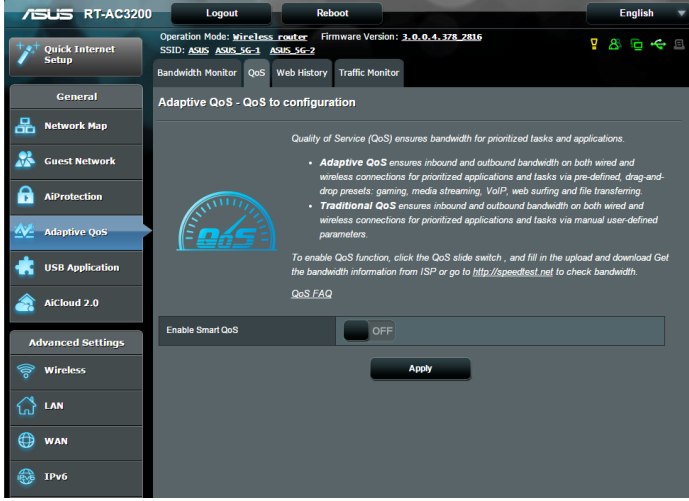 ASUS RT-AC3200
Logout
Reboot
English
Quick Internet
Setup
Operation Mode: Wireless router Firmware Version: 3.0.0.4.378_2816
SSID: ASUS ASUS_5G-1 ASUS_5G-2
Bandwidth Monitor QoS Web History Traffic Monitor
General
Network Map
Guest Network
AiProtection
Adaptive QoS
USB Application
AiCloud 2.0
Advanced Settings
Wireless
LAN
WAN
IPv6
Adaptive QoS - QoS to configuration
QoS
Quality of Service (QoS) ensures bandwidth for prioritized tasks and applications.
• Adaptive QoS ensures inbound and outbound bandwidth on both wired and
wireless connections for prioritized applications and tasks via pre-defined, drag-and-
drop presets: gaming, media streaming, VoIP, web surfing and file transferring.
• Traditional QoS ensures inbound and outbound bandwidth on both wired and
wireless connections for prioritized applications and tasks via manual user-defined
parameters.
To enable QoS function, click the QoS slide switch , and fill in the upload and download Get
the bandwidth information from ISP or go to http://speedtest.net to check bandwidth.
QoS FAQ
Enable Smart QoS
OFF
Apply